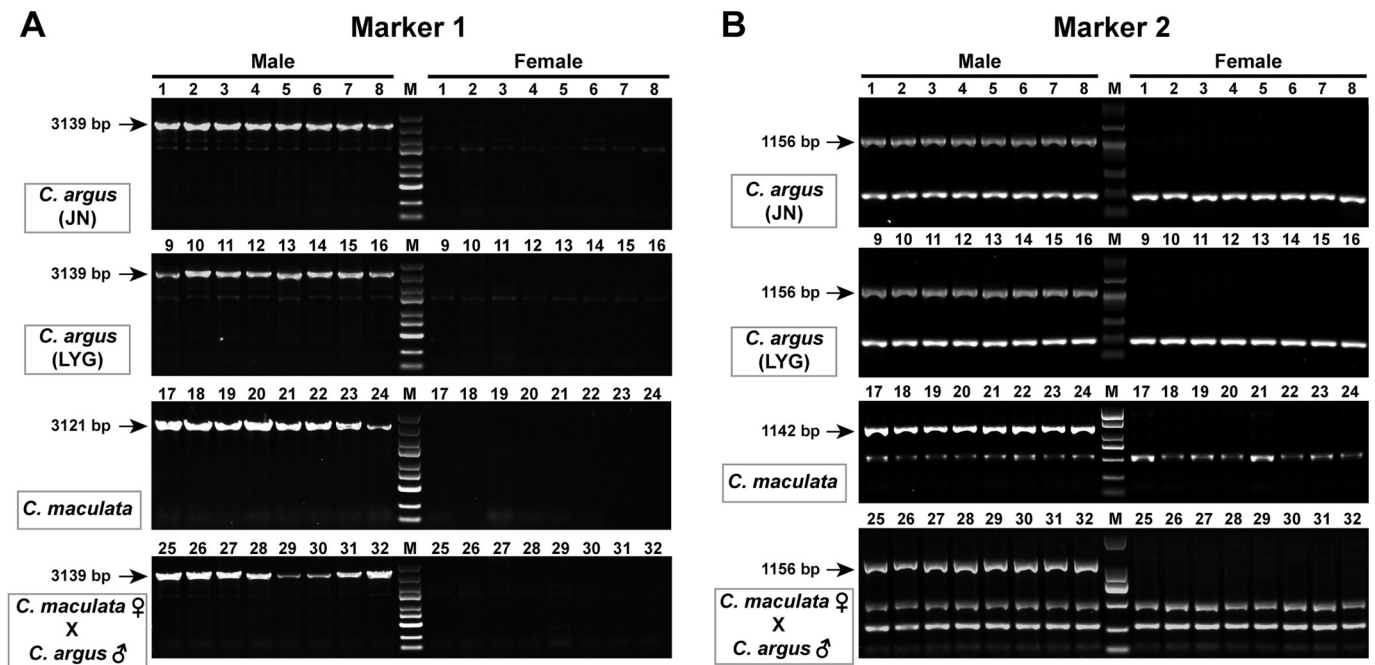 A
Marker 1
Male
Female
1 2 3 4 5 6 7 8 M 1 2 3 4 5 6 7 8
3139 bp
C. argus
(JN)
9 10 11 12 13 14 15 16 M 9 10 11 12 13 14 15 16
3139 bp
C. argus
(LYG)
17 18 19 20 21 22 23 24 M 17 18 19 20 21 22 23 24
3121 bp
C. maculata
25 26 27 28 29 30 31 32 M 25 26 27 28 29 30 31 32
3139 bp
C. maculata ♀
X
C. argus ♂
B
Marker 2
Male
Female
1 2 3 4 5 6 7 8 M 1 2 3 4 5 6 7 8
1156 bp
C. argus
(JN)
9 10 11 12 13 14 15 16 M 9 10 11 12 13 14 15 16
1156 bp
C. argus
(LYG)
17 18 19 20 21 22 23 24 M 17 18 19 20 21 22 23 24
1142 bp
C. maculata
25 26 27 28 29 30 31 32 M 25 26 27 28 29 30 31 32
1156 bp
C. maculata ♀
X
C. argus ♂